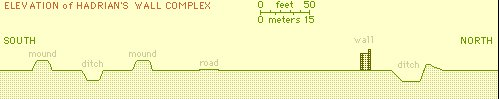 ELEVATION of HADRIAN'S WALL COMPLEX
0 feet 50
0 meters 15
SOUTH
NORTH
mound
ditch
mound
road
wall
ditch